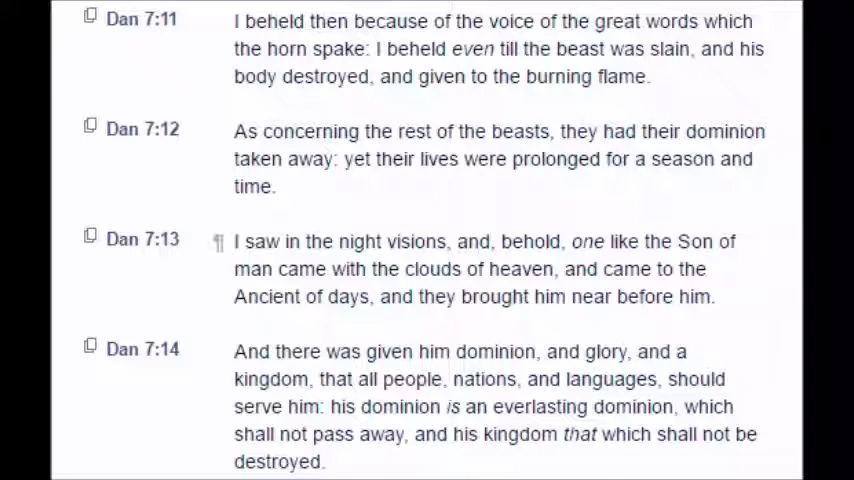 Dan 7:11 I beheld then because of the voice of the great words which
the horn spake: I beheld even till the beast was slain, and his
body destroyed, and given to the burning flame.
Dan 7:12 As concerning the rest of the beasts, they had their dominion
taken away: yet their lives were prolonged for a season and
time.
Dan 7:13 ¶ I saw in the night visions, and, behold, one like the Son of
man came with the clouds of heaven, and came to the
Ancient of days, and they brought him near before him.
Dan 7:14 And there was given him dominion, and glory, and a
kingdom, that all people, nations, and languages, should
serve him: his dominion is an everlasting dominion, which
shall not pass away, and his kingdom that which shall not be
destroyed.